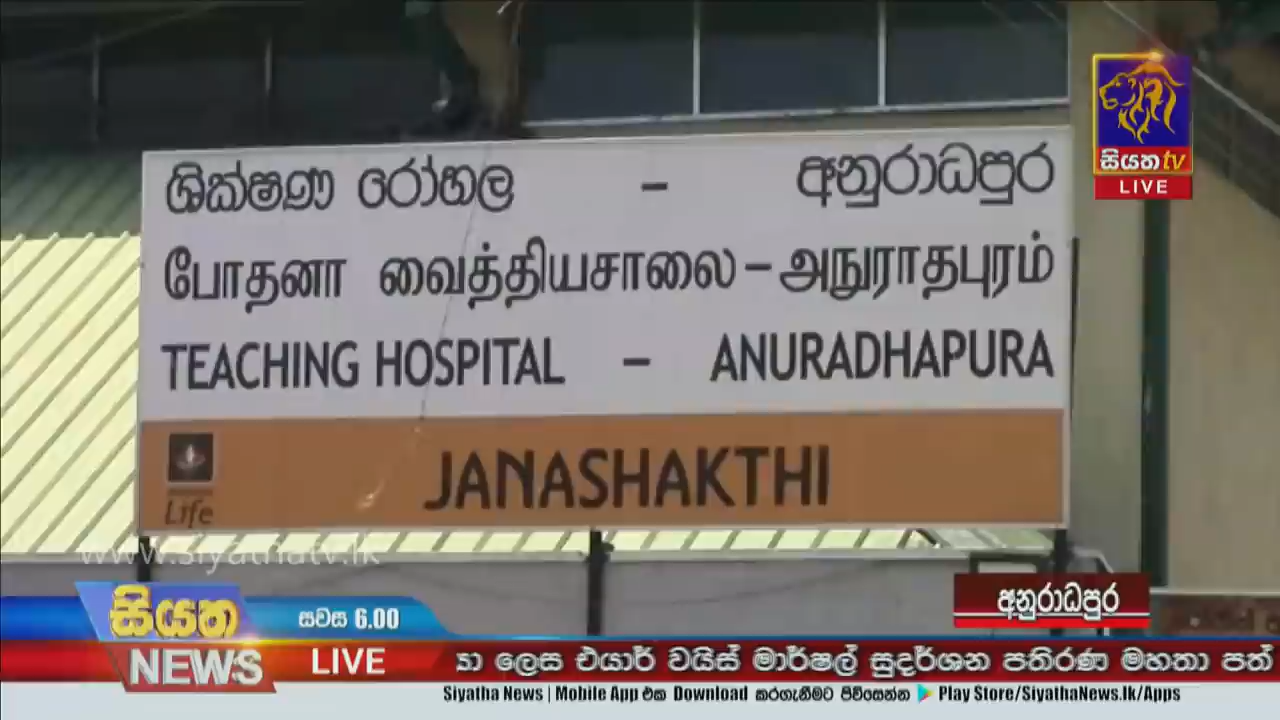 සියත tv
LIVE
ශික්ෂණ රෝහල - අනුරාධපුර
போதனா வைத்தியசாலை - அநுராதபுரம்
TEACHING HOSPITAL - ANURADHAPURA
JANASHAKTHI
Life
www.siyathatv.lk
අනුරාධපුර
සියත
සවස 6.00
NEWS
LIVE
ලෙස එයාර් වයිස් මාර්ෂල් සුදර්ශන පතිරණ මහතා පත්
Siyatha News | Mobile App එක Download කරගැනීමට පිවිසෙන්න Play Store/SiyathaNews.lk/Apps